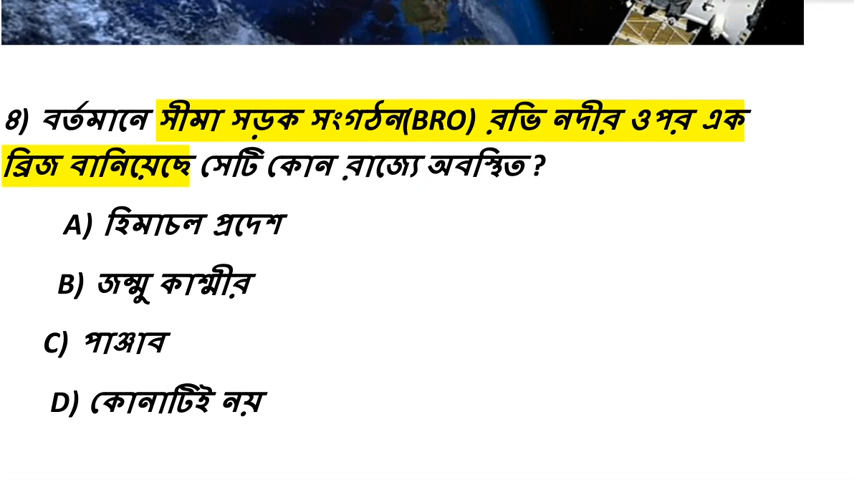 ৪) বর্তমানে সীমা সড়ক সংগঠন(BRO) রভি নদীর ওপর এক
ব্রিজ বানিয়েছে সেটি কোন রাজ্যে অবস্থিত ?
A) হিমাচল প্রদেশ
B) জম্মু কাশ্মীর
C) পাঞ্জাব
D) কোনাটিই নয়